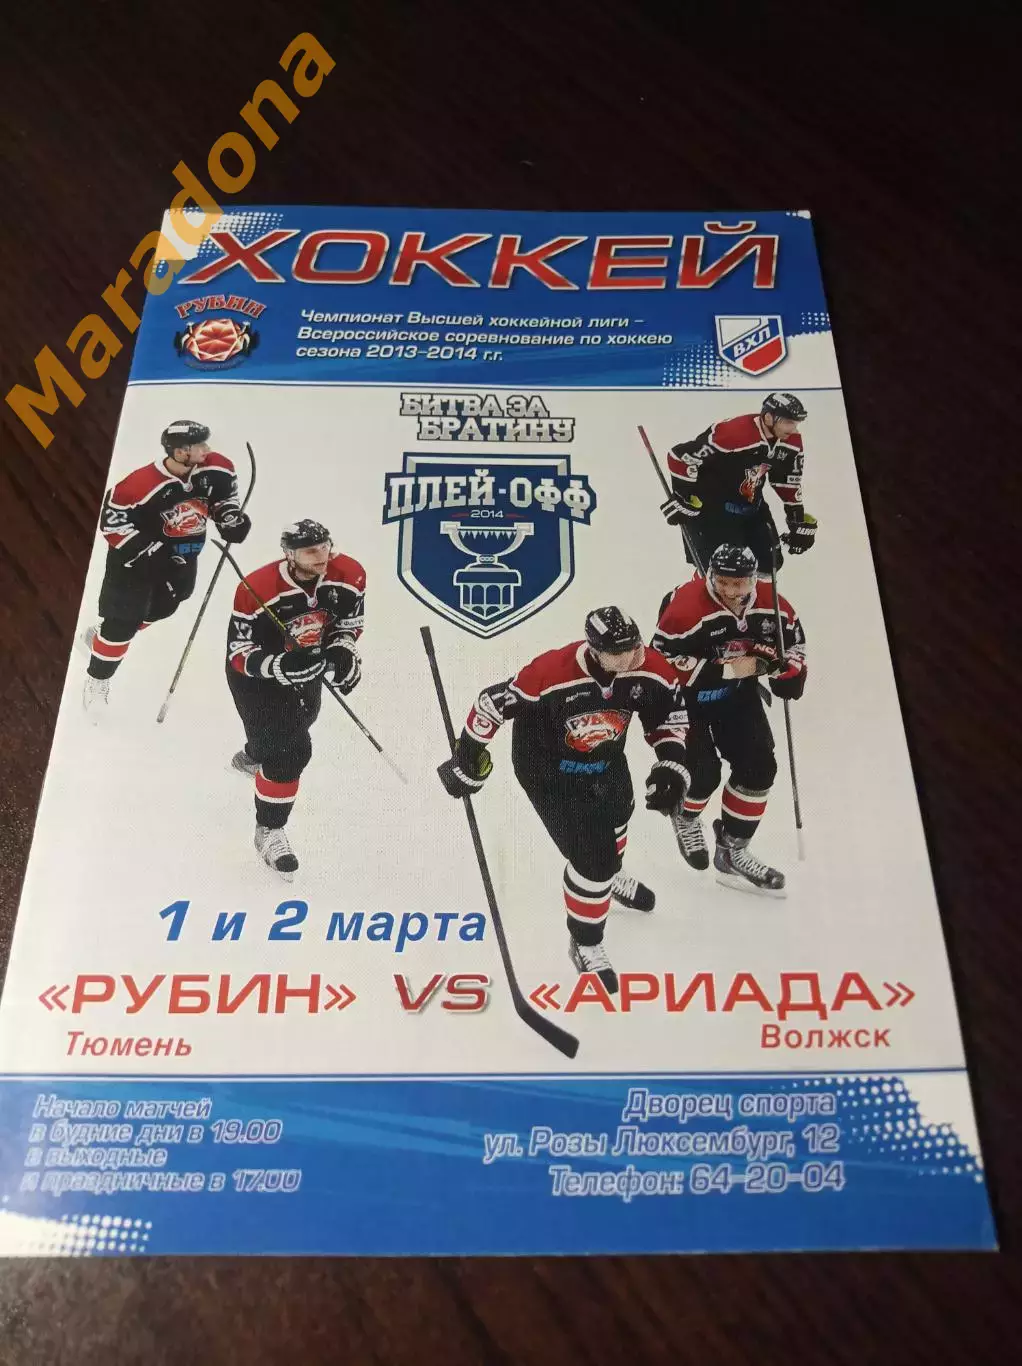 Maradona
ХОККЕЙ
РУБИН
Чемпионат Высшей хоккейной лиги –
Всероссийское соревнование по хоккею
сезона 2013-2014 г.г.
ВХЛ
БИТВА ЗА
БРАТИНУ
ПЛЕЙ-ОФФ
2014
1 и 2 марта
«РУБИН» VS «АРИАДА»
Тюмень
Волжск
Начало матчей
в будние дни в 19.00
в выходные
и праздничные в 17.00
Дворец спорта
ул. Розы Люксембург, 12
Телефон: 64-20-04